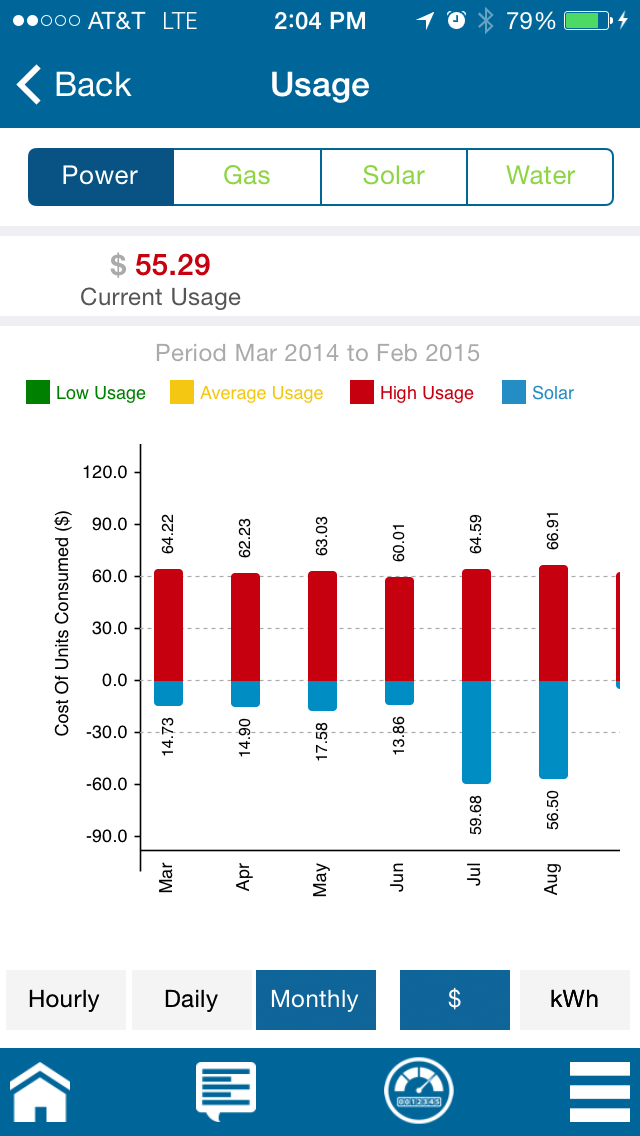 AT&T LTE 2:04 PM 79%
Back Usage
Power Gas Solar Water
$ 55.29
Current Usage
Period Mar 2014 to Feb 2015
Low Usage Average Usage High Usage Solar
Cost Of Units Consumed ($)
120.0
90.0
60.0
30.0
0.0
-30.0
-60.0
-90.0
64.22 62.23 63.03 60.01 64.59 66.91
14.73 14.90 17.58 13.86 59.68 56.50
Mar Apr May Jun Jul Aug
Hourly Daily Monthly $ kWh
0012345